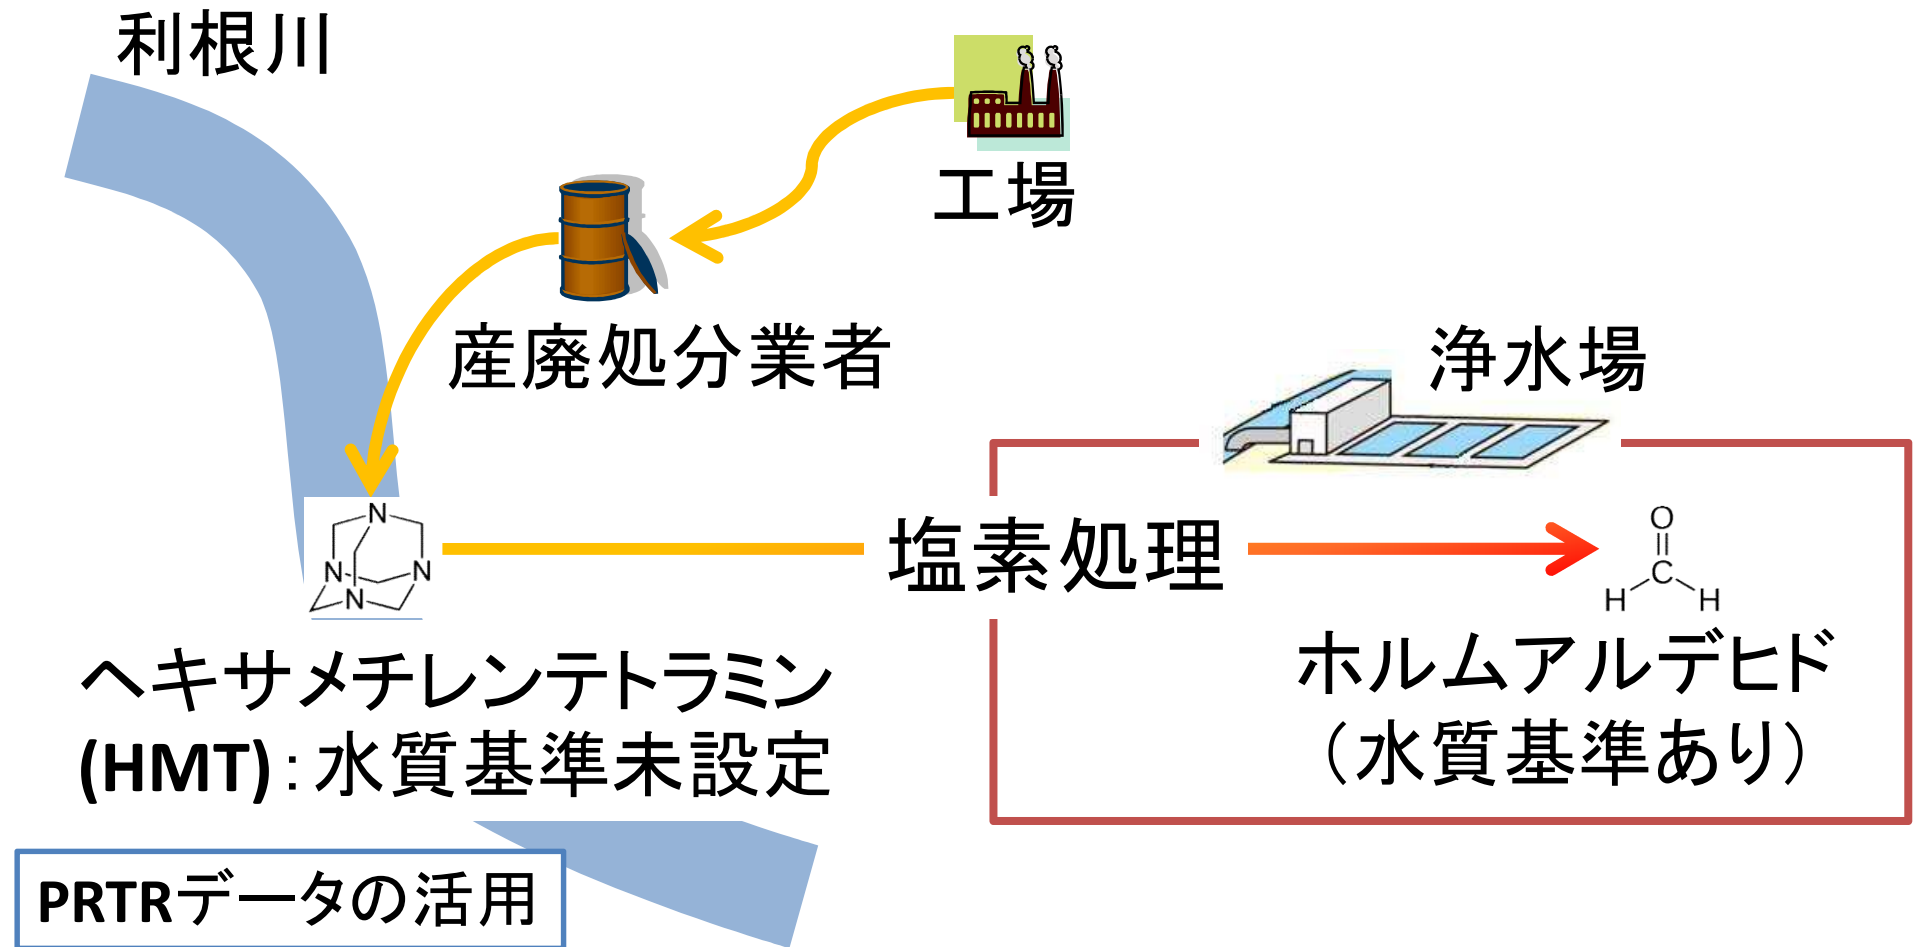 利根川
工場
産廃処分業者
浄水場
塩素処理
N
N
N
N
O
C
H
H
ヘキサメチレンテトラミン
(HMT)：水質基準未設定
ホルムアルデヒド
（水質基準あり）
PRTRデータの活用